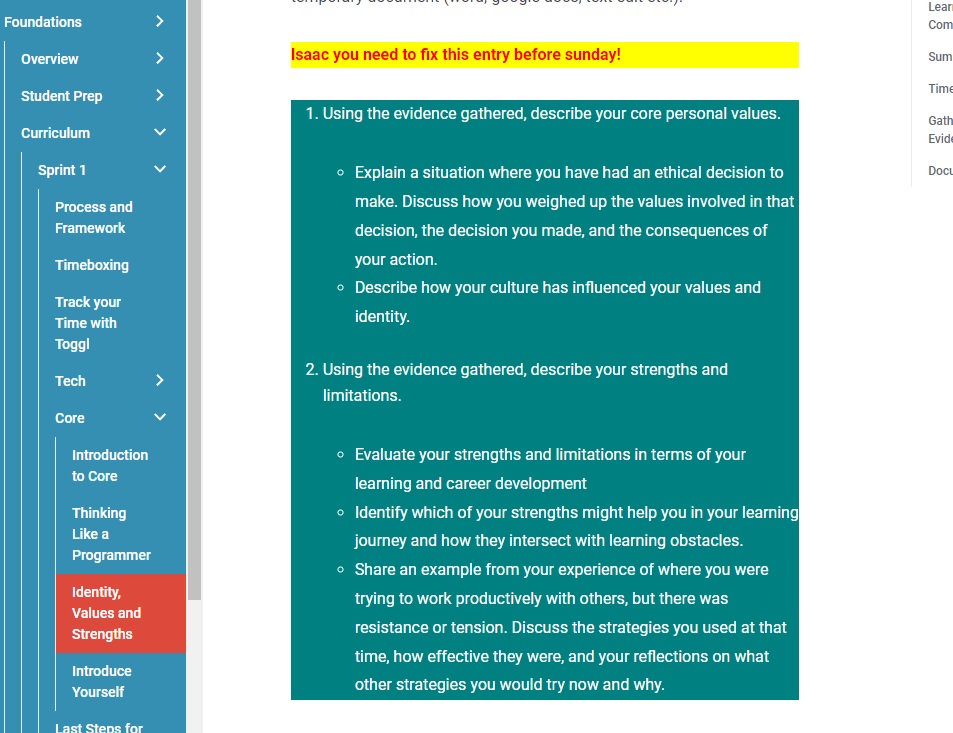 Foundations
Overview
Student Prep
Curriculum
Sprint 1
Process and
Framework
Timeboxing
Track your
Time with
Toggl
Tech
Core
Introduction
to Core
Thinking
Like a
Programmer
Identity,
Values and
Strengths
Introduce
Yourself
Last Steps for
temporary document (word, google docs, text edit etc.).
Isaac you need to fix this entry before sunday!
1. Using the evidence gathered, describe your core personal values.
Explain a situation where you have had an ethical decision to
make. Discuss how you weighed up the values involved in that
decision, the decision you made, and the consequences of
your action.
Describe how your culture has influenced your values and
identity.
2. Using the evidence gathered, describe your strengths and
limitations.
Evaluate your strengths and limitations in terms of your
learning and career development
Identify which of your strengths might help you in your learning
journey and how they intersect with learning obstacles.
Share an example from your experience of where you were
trying to work productively with others, but there was
resistance or tension. Discuss the strategies you used at that
time, how effective they were, and your reflections on what
other strategies you would try now and why.
Lear
Com
Sum
Time
Gath
Evide
Docu